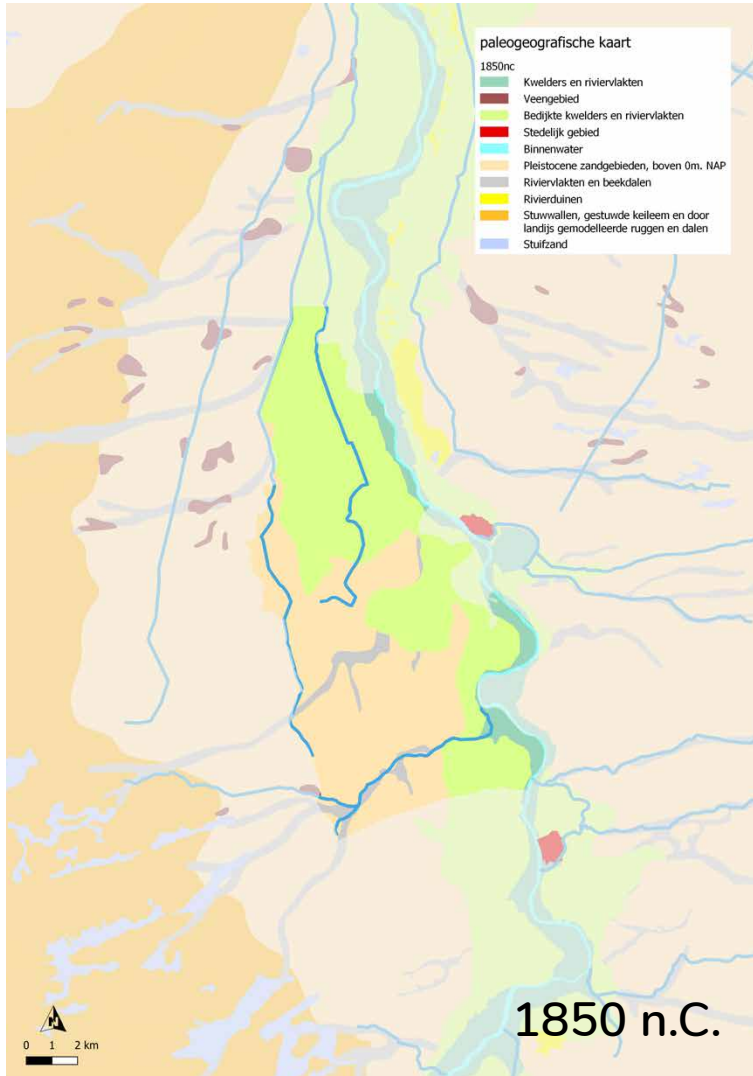 paleogeografische kaart
1850nc
Kwelders en riviervlakten
Veengebied
Bedijkte kwelders en riviervlakten
Stedelijk gebied
Binnenwater
Pleistocene zandgebieden, boven 0m. NAP
Riviervlakten en beekdalen
Rivierduinen
Stuwwallen, gestuwde keileem en door
landijs gemodelleerde ruggen en dalen
Stuifzand
N
0 1 2 km
1850 n.C.